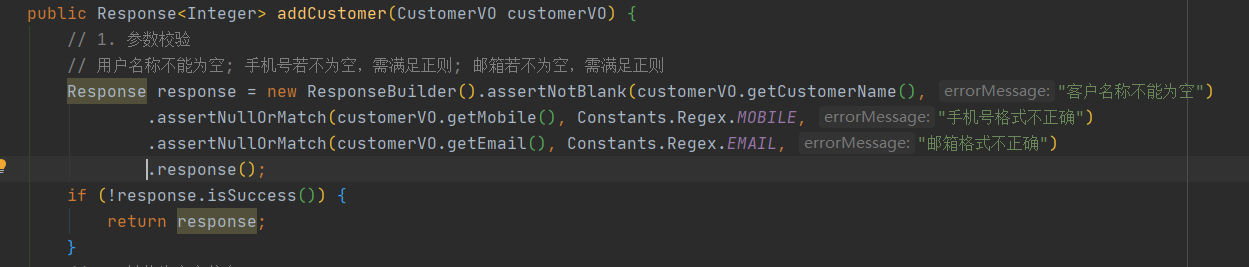 public Response<Integer> addCustomer(CustomerVO customerVO) {
// 1. 参数校验
// 用户名称不能为空; 手机号若不为空, 需满足正则; 邮箱若不为空, 需满足正则
Response response = new ResponseBuilder().assertNotBlank(customerVO.getCustomerName(), errorMessage: "客户名称不能为空")
.assertNullOrMatch(customerVO.getMobile(), Constants.Regex.MOBILE, errorMessage: "手机号格式不正确")
.assertNullOrMatch(customerVO.getEmail(), Constants.Regex.EMAIL, errorMessage: "邮箱格式不正确")
.response();
if (!response.isSuccess()) {
return response;
}